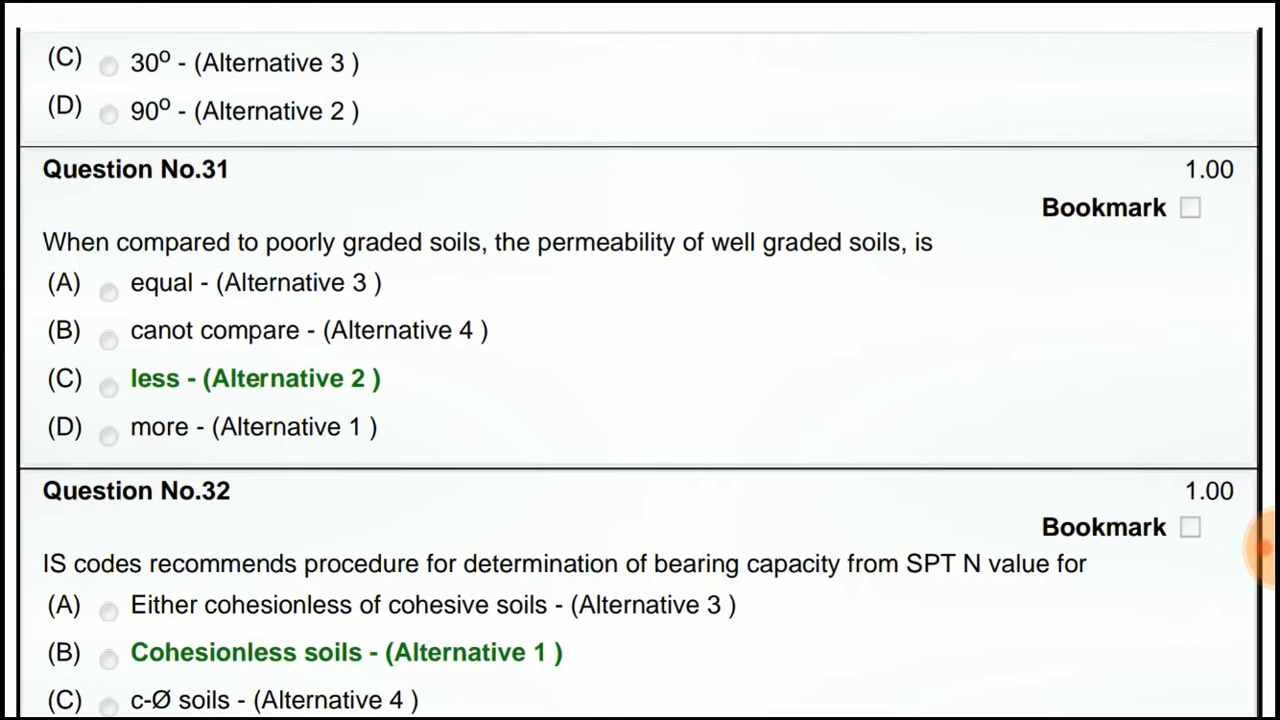 (C) 30º - (Alternative 3 )
(D) 90º - (Alternative 2 )
Question No.31 1.00
Bookmark
When compared to poorly graded soils, the permeability of well graded soils, is
(A) equal - (Alternative 3 )
(B) canot compare - (Alternative 4 )
(C) less - (Alternative 2 )
(D) more - (Alternative 1 )
Question No.32 1.00
Bookmark
IS codes recommends procedure for determination of bearing capacity from SPT N value for
(A) Either cohesionless of cohesive soils - (Alternative 3 )
(B) Cohesionless soils - (Alternative 1 )
(C) c-Ø soils - (Alternative 4 )